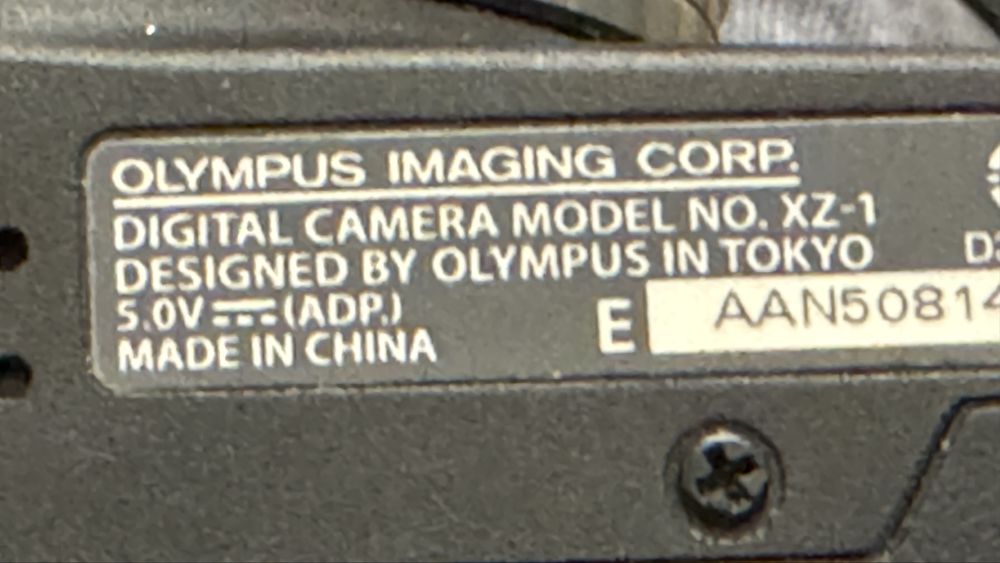 OLYMPUS IMAGING CORP.
DIGITAL CAMERA MODEL NO. XZ-1
DESIGNED BY OLYMPUS IN TOKYO
5.0V ⎓ (ADP.)
MADE IN CHINA
E AAN50814